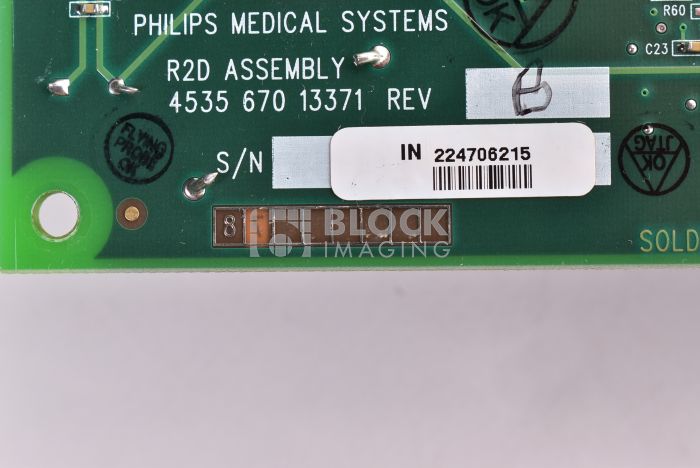 PHILIPS MEDICAL SYSTEMS
OK
R60
C23
R2D ASSEMBLY
4535 670 13371 REV B
FLYING
PROBE
OK
S/N
IN 224706215
OK
JTAG
8
BLOCK
IMAGING
SOLD